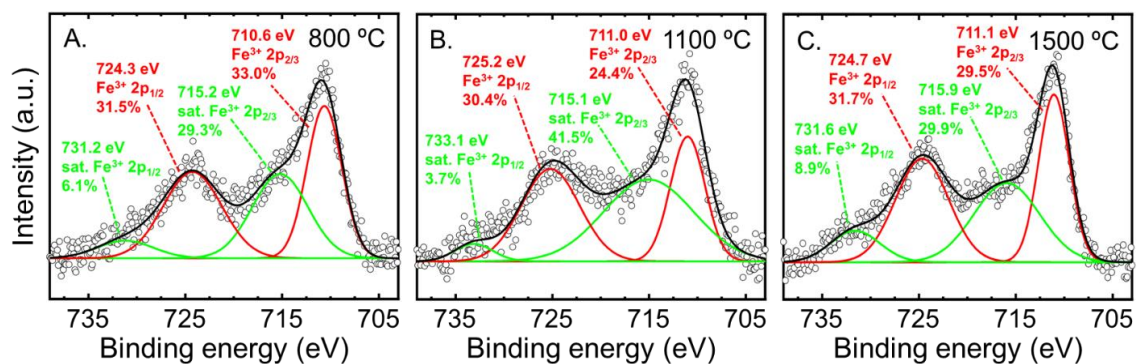 Intensity (a.u.)
A.
800 ºC
710.6 eV
Fe³⁺ 2p₂/₃
33.0%
724.3 eV
Fe³⁺ 2p₁/₂
31.5%
715.2 eV
sat. Fe³⁺ 2p₂/₃
29.3%
731.2 eV
sat. Fe³⁺ 2p₁/₂
6.1%
735 725 715 705
Binding energy (eV)
B.
1100 ºC
711.0 eV
Fe³⁺ 2p₂/₃
24.4%
725.2 eV
Fe³⁺ 2p₁/₂
30.4%
715.1 eV
sat. Fe³⁺ 2p₂/₃
41.5%
733.1 eV
sat. Fe³⁺ 2p₁/₂
3.7%
735 725 715 705
Binding energy (eV)
C.
1500 ºC
711.1 eV
Fe³⁺ 2p₂/₃
29.5%
724.7 eV
Fe³⁺ 2p₁/₂
31.7%
715.9 eV
sat. Fe³⁺ 2p₂/₃
29.9%
731.6 eV
sat. Fe³⁺ 2p₁/₂
8.9%
735 725 715 705
Binding energy (eV)